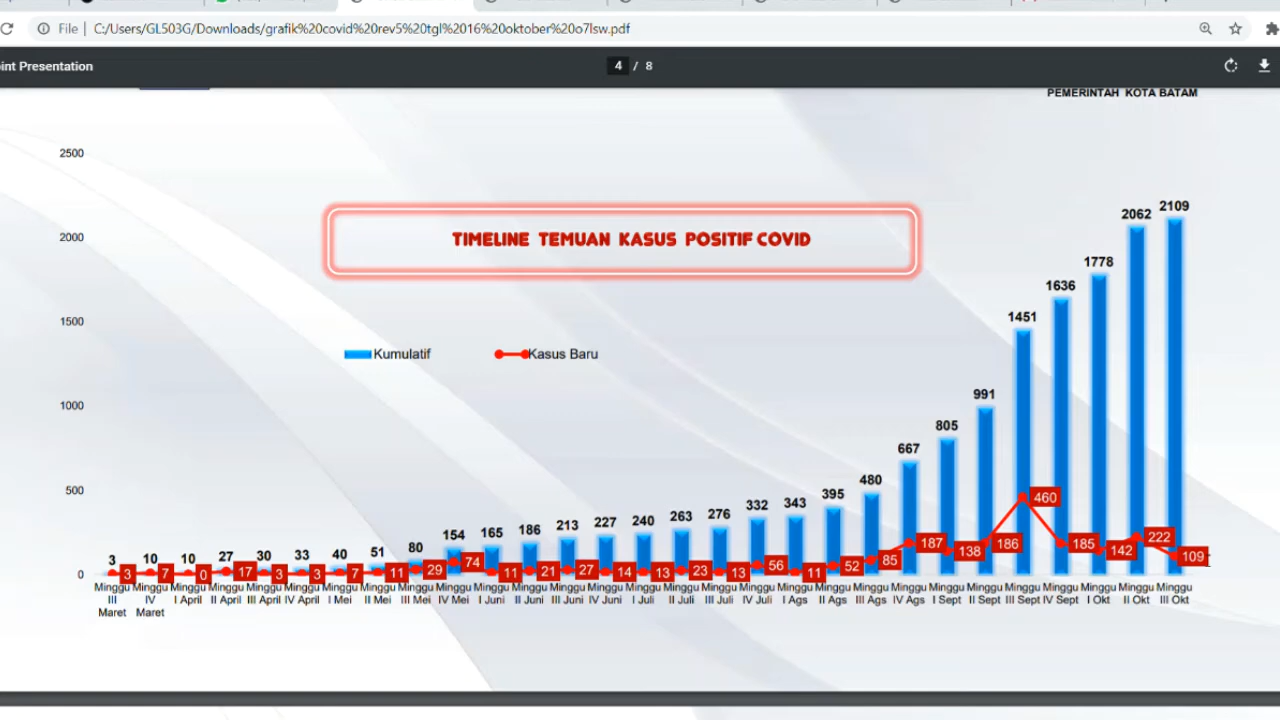 File | C:/Users/GL503G/Downloads/grafik%20covid%20rev5%20tgl%2016%20oktober%20o7lsw.pdf
int Presentation
4 / 8
PEMERINTAH KOTA BATAM
TIMELINE TEMUAN KASUS POSITIF COVID
Kumulatif
Kasus Baru
2500
2000
1500
1000
500
0
3 10 10 27 30 33 40 51 80 154 165 186 213 227 240 263 276 332 343 395 480 667 805 991 1451 1636 1778 2062 2109
3 7 0 17 3 3 7 11 29 74 11 21 27 14 13 23 13 56 11 52 85 187 138 186 460 185 142 222 109
Minggu III Maret
Minggu IV Maret
Minggu I April
Minggu II April
Minggu III April
Minggu IV April
Minggu I Mei
Minggu II Mei
Minggu III Mei
Minggu IV Mei
Minggu I Juni
Minggu II Juni
Minggu III Juni
Minggu IV Juni
Minggu I Juli
Minggu II Juli
Minggu III Juli
Minggu IV Juli
Minggu I Ags
Minggu II Ags
Minggu III Ags
Minggu IV Ags
Minggu I Sept
Minggu II Sept
Minggu III Sept
Minggu IV Sept
Minggu I Okt
Minggu II Okt
Minggu III Okt